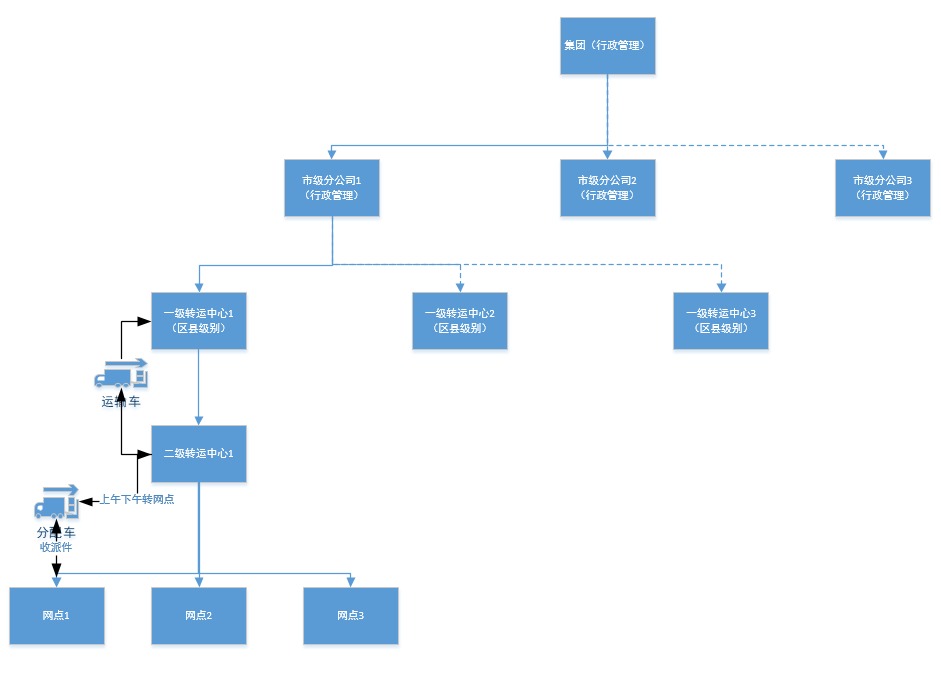 集团（行政管理）
市级分公司1
（行政管理）
市级分公司2
（行政管理）
市级分公司3
（行政管理）
一级转运中心1
（区县级别）
一级转运中心2
（区县级别）
一级转运中心3
（区县级别）
运输车
二级转运中心1
上午下午转网点
分配车
收派件
网点1
网点2
网点3